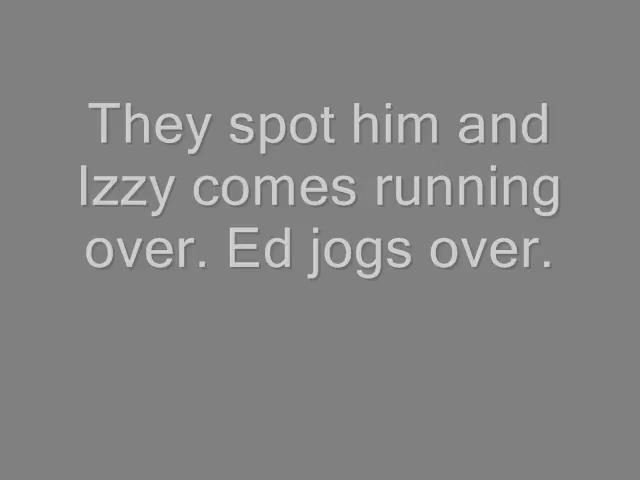 They spot him and
Izzy comes running
over. Ed jogs over.